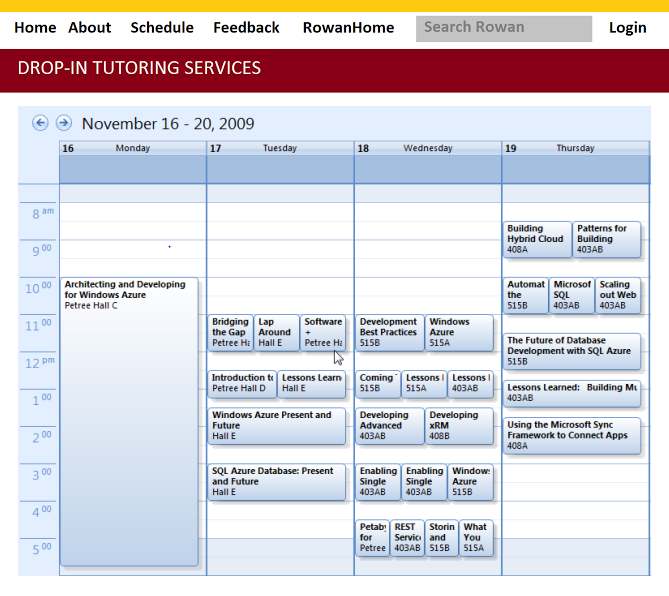 Home About Schedule Feedback RowanHome Search Rowan Login
DROP-IN TUTORING SERVICES
November 16 - 20, 2009
16 Monday 17 Tuesday 18 Wednesday 19 Thursday
8 am
9 00
10 00
11 00
12 pm
1 00
2 00
3 00
4 00
5 00
Architecting and Developing
for Windows Azure
Petree Hall C
Bridging
the Gap
Petree Ha
Lap
Around
Hall E
Software
+
Petree Ha
Introduction to
Petree Hall D
Lessons Learn
Hall E
Windows Azure Present and
Future
Hall E
SQL Azure Database: Present
and Future
Hall E
Development
Best Practices
515B
Windows
Azure
515A
Coming
515B
Lessons
515A
Lessons
403AB
Developing
Advanced
403AB
Developing
xRM
408B
Enabling
Single
403AB
Enabling
Single
403AB
Windows
Azure
515B
Petaby
for
Petree
REST
Servic
403AB
Storin
and
515B
What
You
515A
Building
Hybrid Cloud
408A
Patterns for
Building
403AB
Automat
the
515B
Microsof
SQL
403AB
Scaling
out Web
403AB
The Future of Database
Development with SQL Azure
515B
Lessons Learned: Building Mu
403AB
Using the Microsoft Sync
Framework to Connect Apps
408A